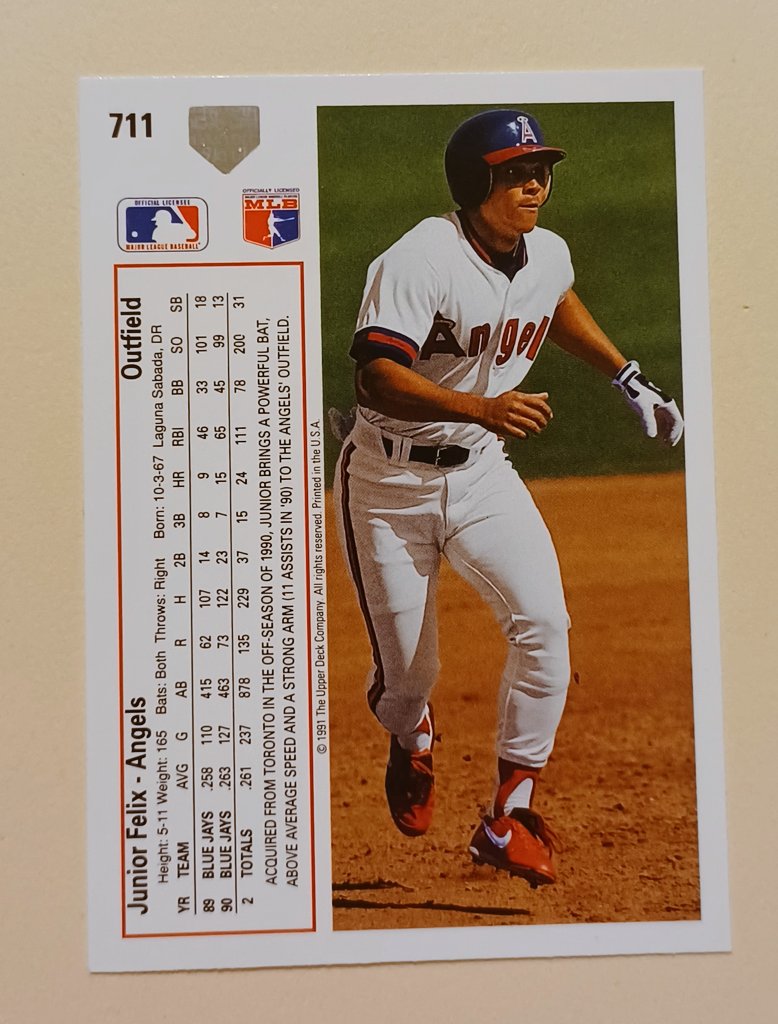 711
OFFICIAL LICENSEE
MAJOR LEAGUE BASEBALL
OFFICIALLY LICENSED
MAJOR LEAGUE BASEBALL PLAYERS
MLB
Junior Felix - Angels Outfield
Height: 5-11 Weight: 165 Bats: Both Throws: Right Born: 10-3-67 Laguna Sabada, DR
YR TEAM AVG G AB R H 2B 3B HR RBI BB SO SB
89 BLUE JAYS .258 110 415 62 107 14 8 9 46 33 101 18
90 BLUE JAYS .263 127 463 73 122 23 7 15 65 45 99 13
2 TOTALS .261 237 878 135 229 37 15 24 111 78 200 31
ACQUIRED FROM TORONTO IN THE OFF-SEASON OF 1990, JUNIOR BRINGS A POWERFUL BAT,
ABOVE AVERAGE SPEED AND A STRONG ARM (11 ASSISTS IN '90) TO THE ANGELS' OUTFIELD.
© 1991 The Upper Deck Company. All rights reserved. Printed in the U.S.A.
A
Angel